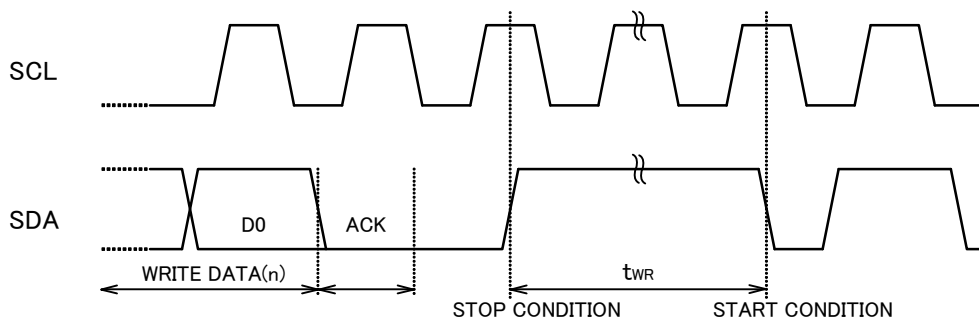 SCL
SDA
D0
ACK
WRITE DATA(n)
tWR
STOP CONDITION
START CONDITION